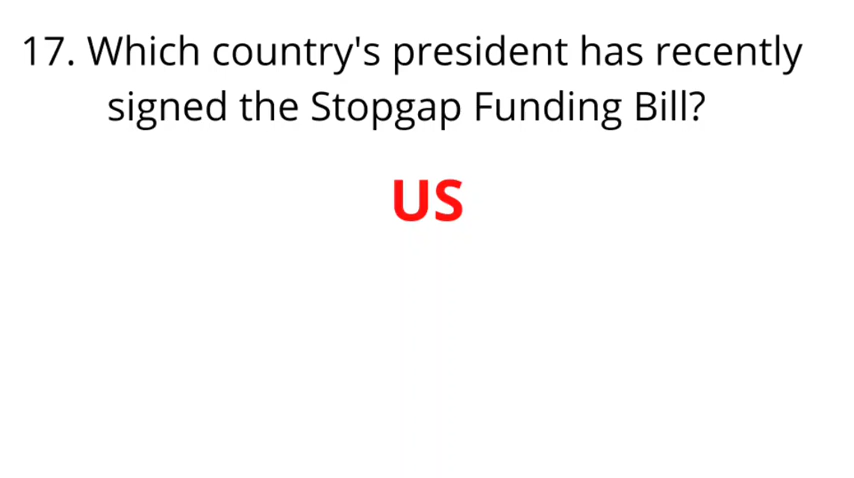 17. Which country's president has recently
signed the Stopgap Funding Bill?
US